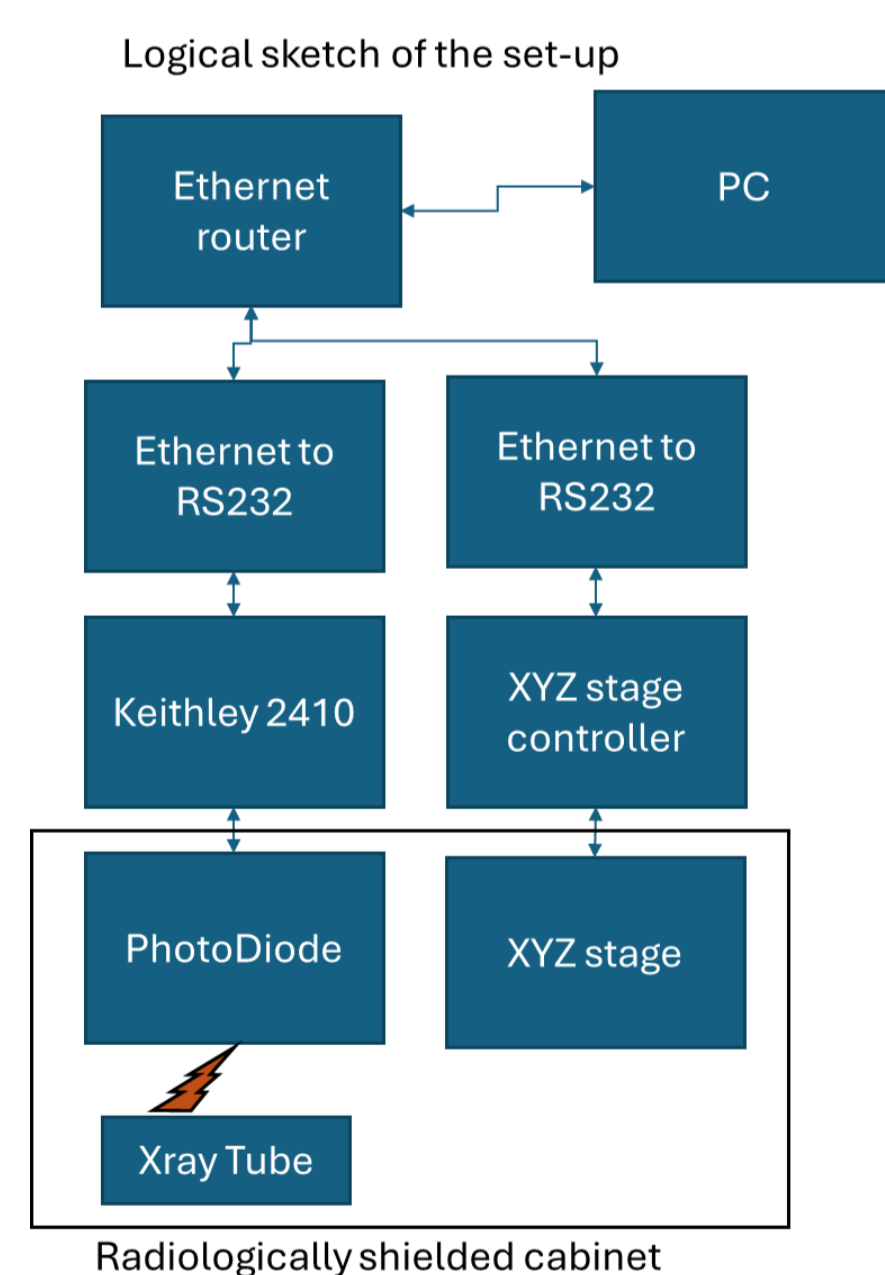 Logical sketch of the set-up
Ethernet
router
PC
Ethernet to
RS232
Ethernet to
RS232
Keithley 2410
XYZ stage
controller
PhotoDiode
XYZ stage
Xray Tube
Radiologically shielded cabinet